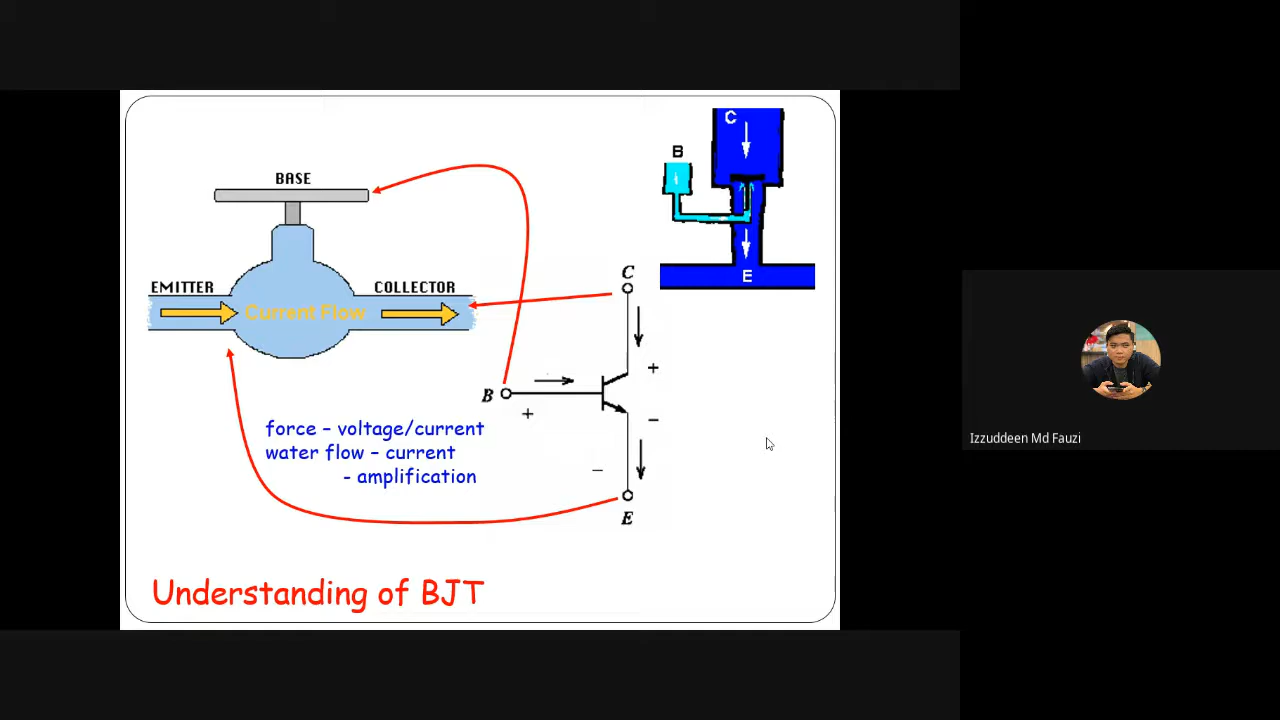 C
B
E
BASE
EMITTER
COLLECTOR
Current Flow
C
+
B
+
–
–
E
force – voltage/current
water flow – current
- amplification
Understanding of BJT
Izzuddeen Md Fauzi